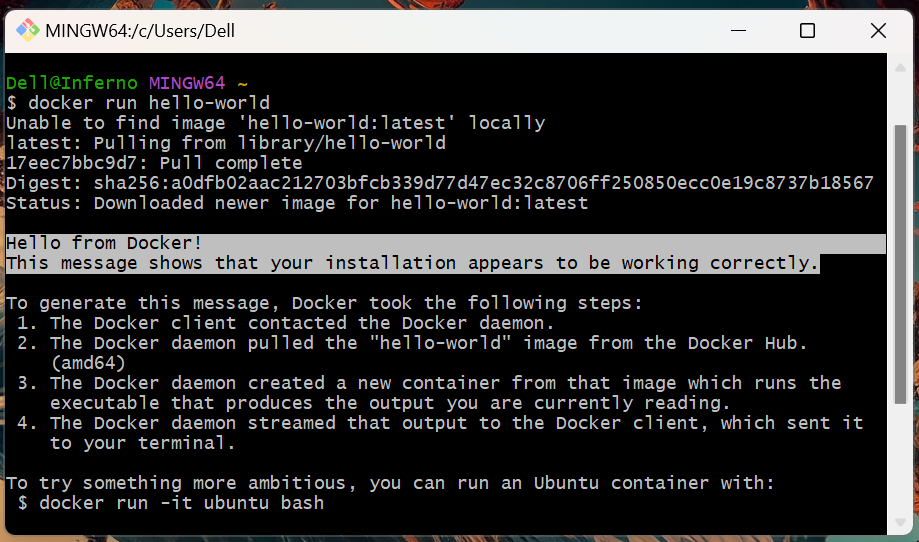 MINGW64:/c/Users/Dell
Dell@Inferno MINGW64 ~
$ docker run hello-world
Unable to find image 'hello-world:latest' locally
latest: Pulling from library/hello-world
17eec7bbc9d7: Pull complete
Digest: sha256:a0dfb02aac212703bfcb339d77d47ec32c8706ff250850ecc0e19c8737b18567
Status: Downloaded newer image for hello-world:latest
Hello from Docker!
This message shows that your installation appears to be working correctly.
To generate this message, Docker took the following steps:
1. The Docker client contacted the Docker daemon.
2. The Docker daemon pulled the "hello-world" image from the Docker Hub.
(amd64)
3. The Docker daemon created a new container from that image which runs the
executable that produces the output you are currently reading.
4. The Docker daemon streamed that output to the Docker client, which sent it
to your terminal.
To try something more ambitious, you can run an Ubuntu container with:
$ docker run -it ubuntu bash